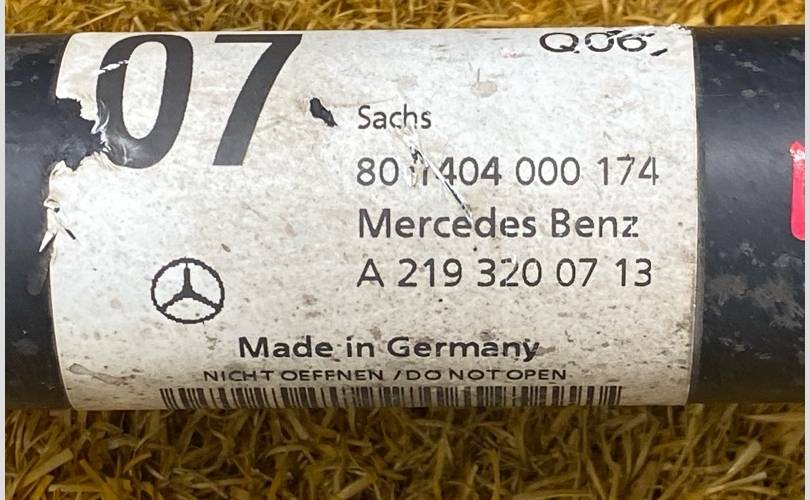 07
Sachs
404 000 174
Mercedes Benz
A 219 320 07 13
Made in Germany
NICHT OEFFNEN / DO NOT OPEN